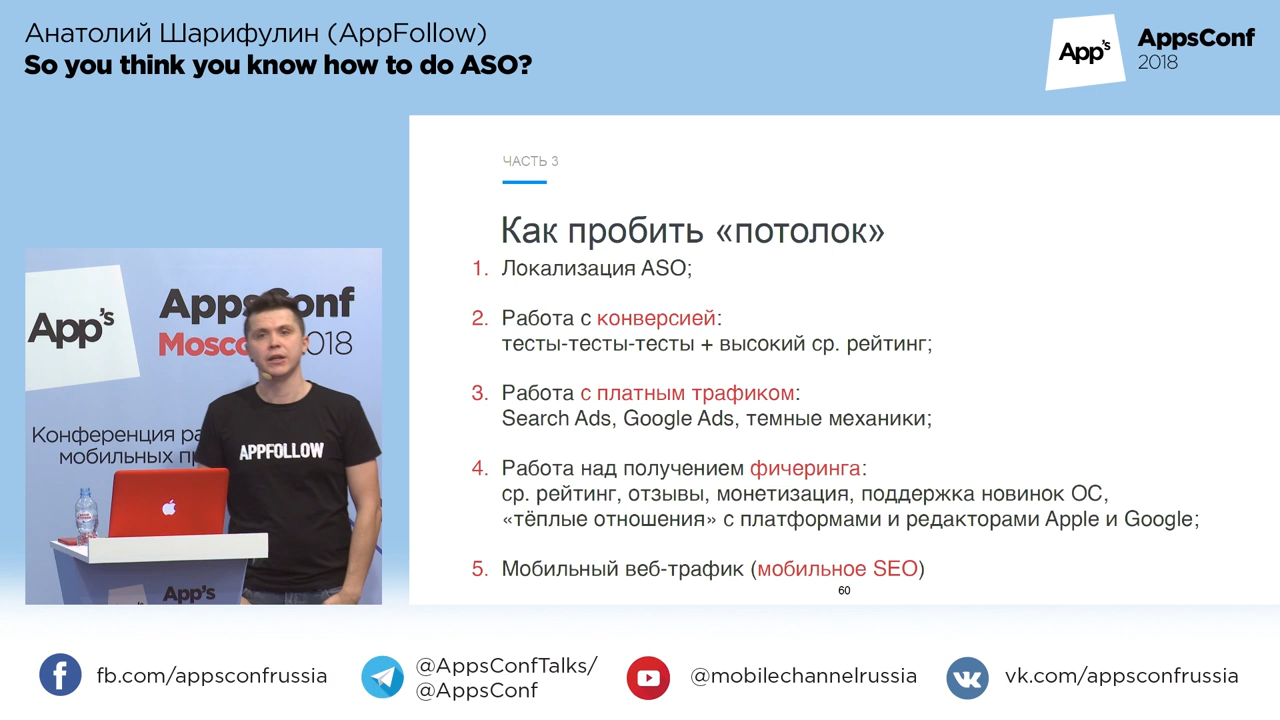 Анатолий Шарифулин (AppFollow)
So you think you know how to do ASO?
App's
AppsConf
2018
ЧАСТЬ 3
Как пробить «потолок»
1. Локализация ASO;
2. Работа с конверсией:
тесты-тесты-тесты + высокий ср. рейтинг;
3. Работа с платным трафиком:
Search Ads, Google Ads, темные механики;
4. Работа над получением фичеринга:
ср. рейтинг, отзывы, монетизация, поддержка новинок ОС,
«тёплые отношения» с платформами и редакторами Apple и Google;
5. Мобильный веб-трафик (мобильное SEO)
60
App's
AppsConf
2018
Конференция
мобильных
APPFOLLOW
App's
fb.com/appsconfrussia
@AppsConfTalks/
@AppsConf
@mobilechannelrussia
vk.com/appsconfrussia